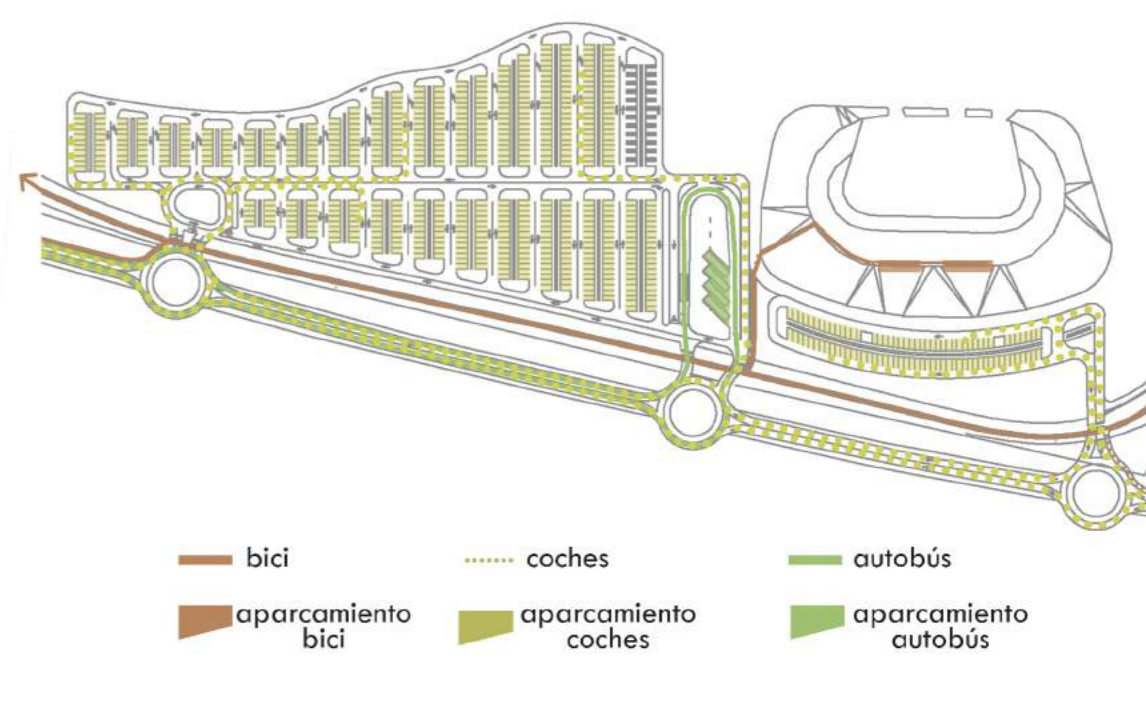 bici
coches
autobús
aparcamiento
bici
aparcamiento
coches
aparcamiento
autobús